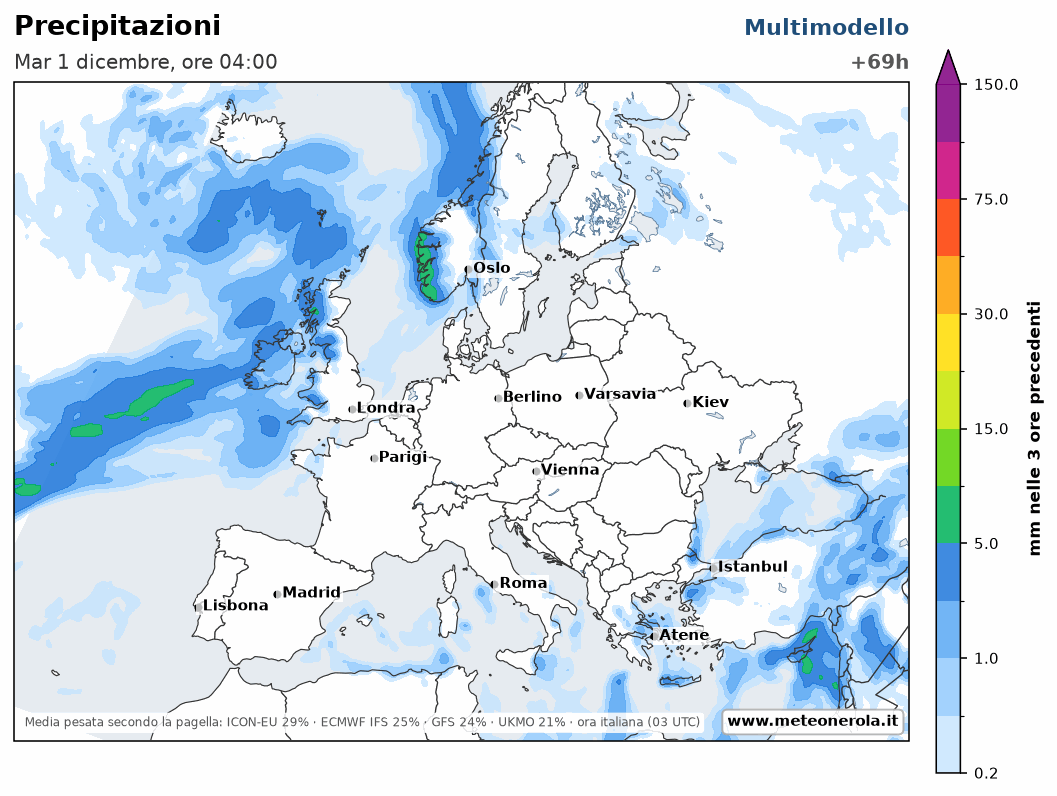 Precipitazioni
Multimodello
Mar 1 dicembre, ore 04:00
+69h
150.0
75.0
30.0
15.0
5.0
1.0
0.2
mm nelle 3 ore precedenti
Oslo
Berlino
Varsavia
Kiev
Londra
Parigi
Vienna
Istanbul
Roma
Madrid
Lisbona
Atene
Media pesata secondo la pagella: ICON-EU 29% · ECMWF IFS 25% · GFS 24% · UKMO 21% · ora italiana (03 UTC)
www.meteonerola.it